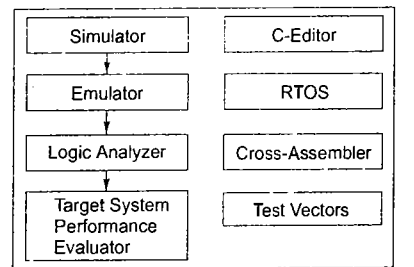 Simulator
C-Editor
Emulator
RTOS
Logic Analyzer
Cross-Assembler
Target System
Performance
Evaluator
Test Vectors